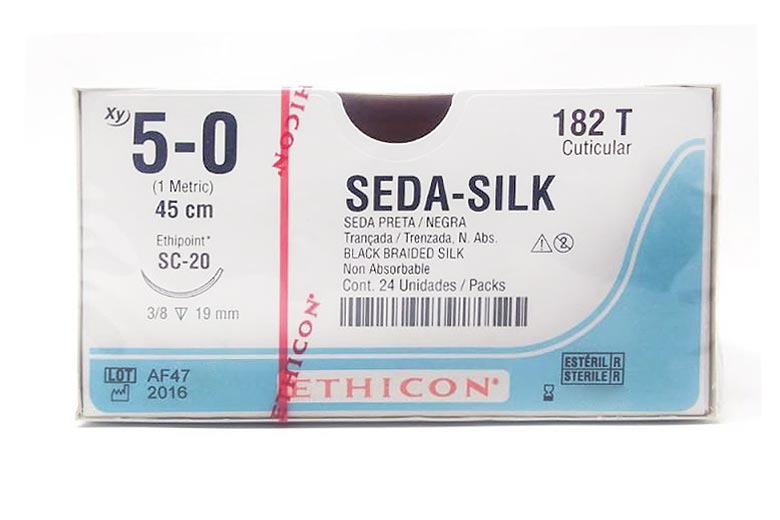 Xy
5-0
(1 Metric)
45 cm
Ethipoint*
SC-20
3/8 19 mm
LOT AF47
2016
HICON
ETHICON®
182 T
Cuticular
SEDA-SILK
SEDA PRETA / NEGRA
Trançada / Trenzada, N. Abs.
BLACK BRAIDED SILK
Non Absorbable
Cont. 24 Unidades / Packs
ETHICON®
ESTÉRIL R
STERILE R